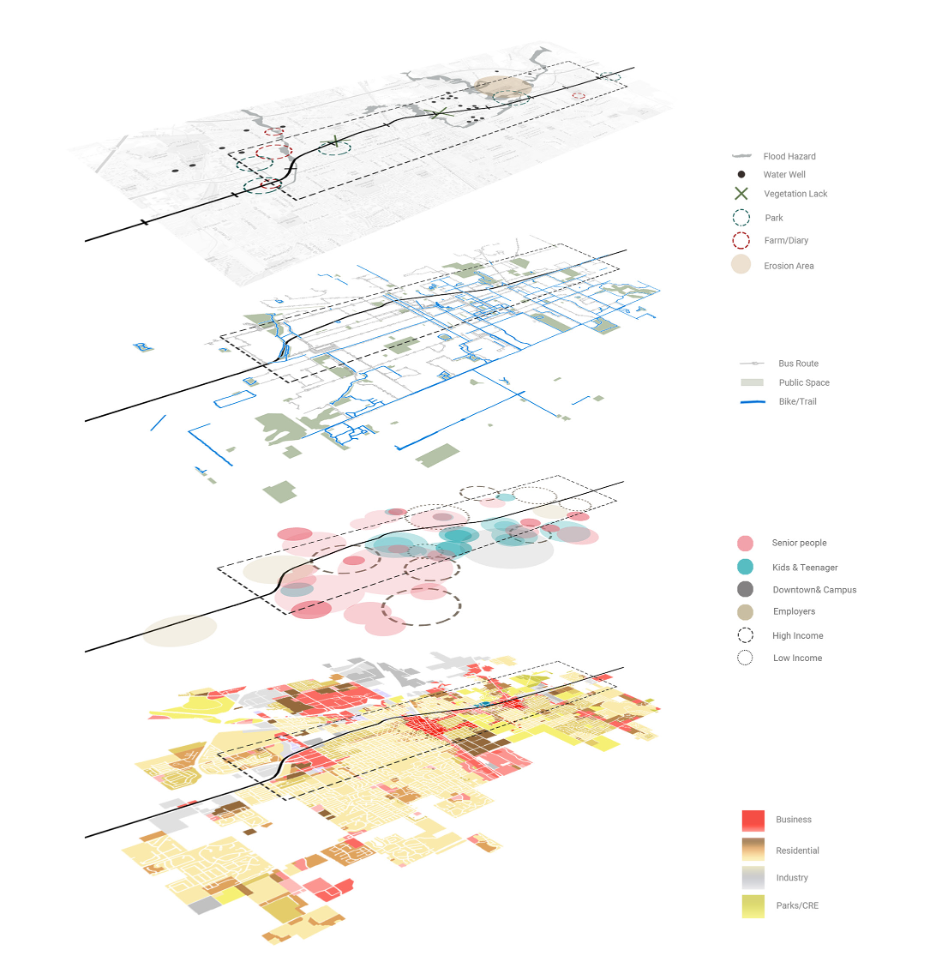 Flood Hazard
Water Well
Vegetation Lack
Park
Farm/Diary
Erosion Area
Bus Route
Public Space
Bike/Trail
Senior people
Kids & Teenager
Downtown& Campus
Employers
High Income
Low Income
Business
Residential
Industry
Parks/CRE